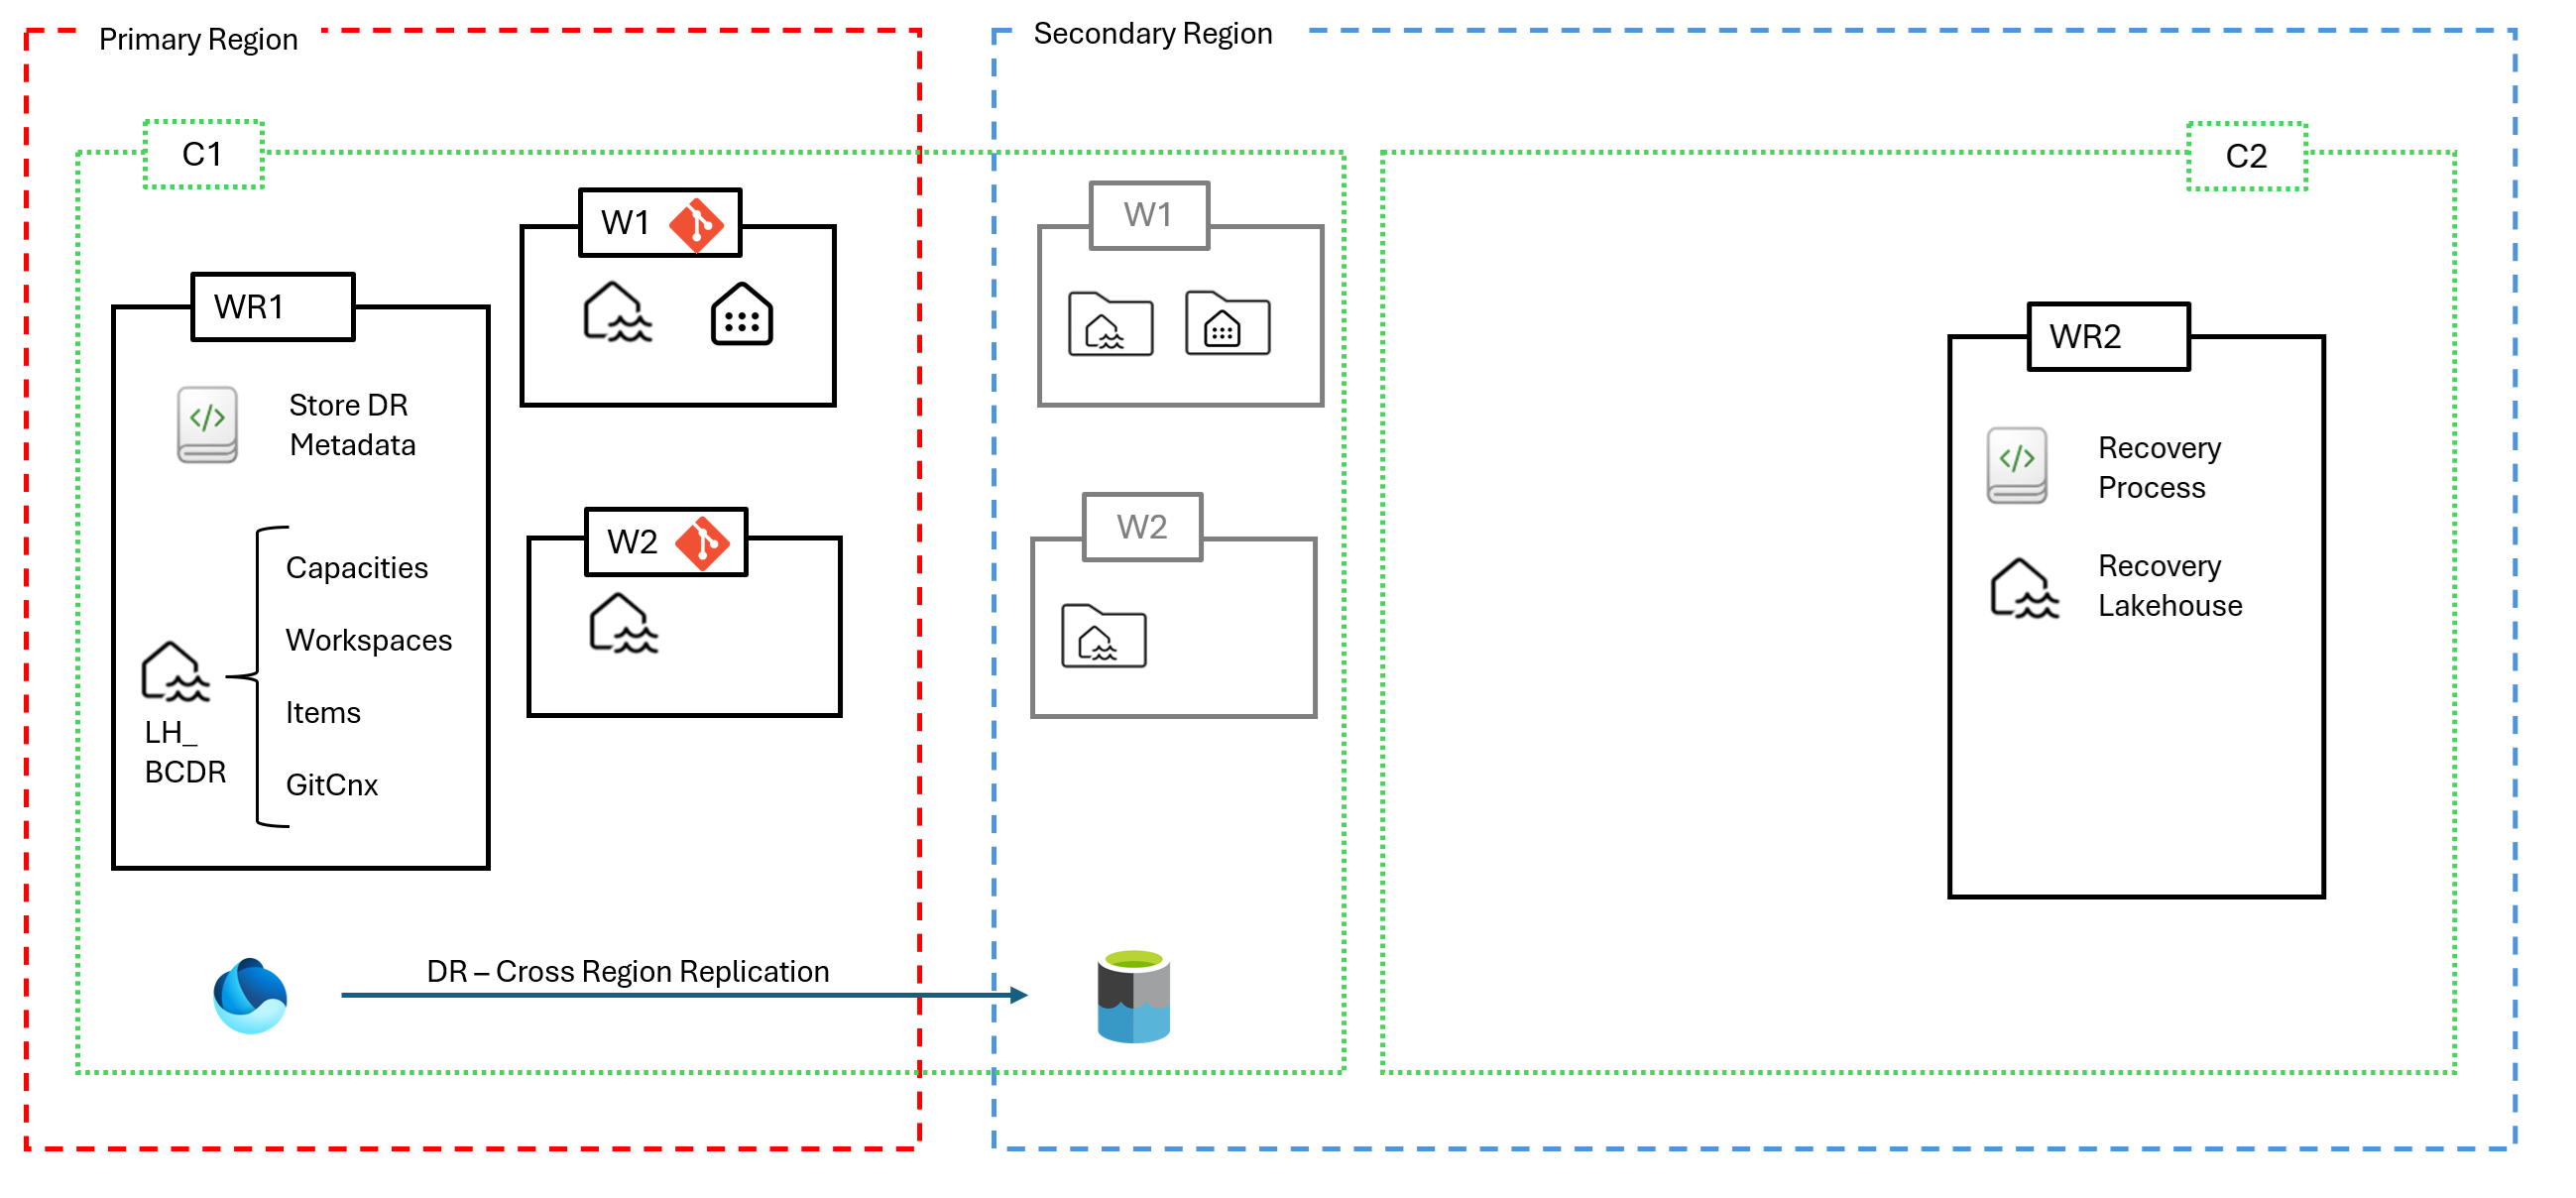 Primary Region
Secondary Region
C1
C2
W1
W1
WR1
WR2
Store DR
Metadata
Recovery
Process
W2
W2
Capacities
Recovery
Lakehouse
Workspaces
Items
LH_
BCDR
GitCnx
DR – Cross Region Replication